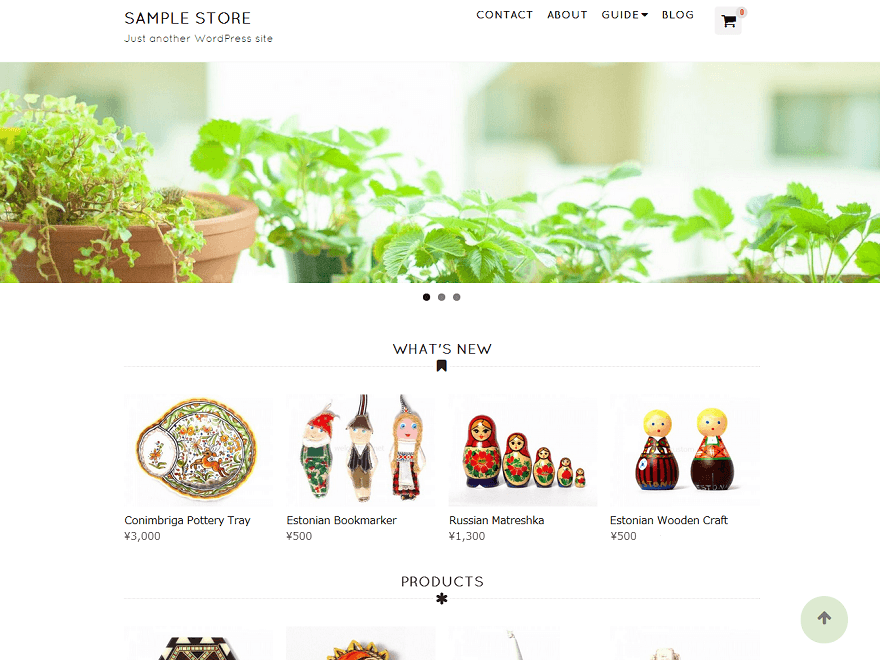 SAMPLE STORE
Just another WordPress site
CONTACT ABOUT GUIDE BLOG
0
WHAT'S NEW
Conimbriga Pottery Tray
¥3,000
Estonian Bookmarker
¥500
Russian Matreshka
¥1,300
Estonian Wooden Craft
¥500
PRODUCTS